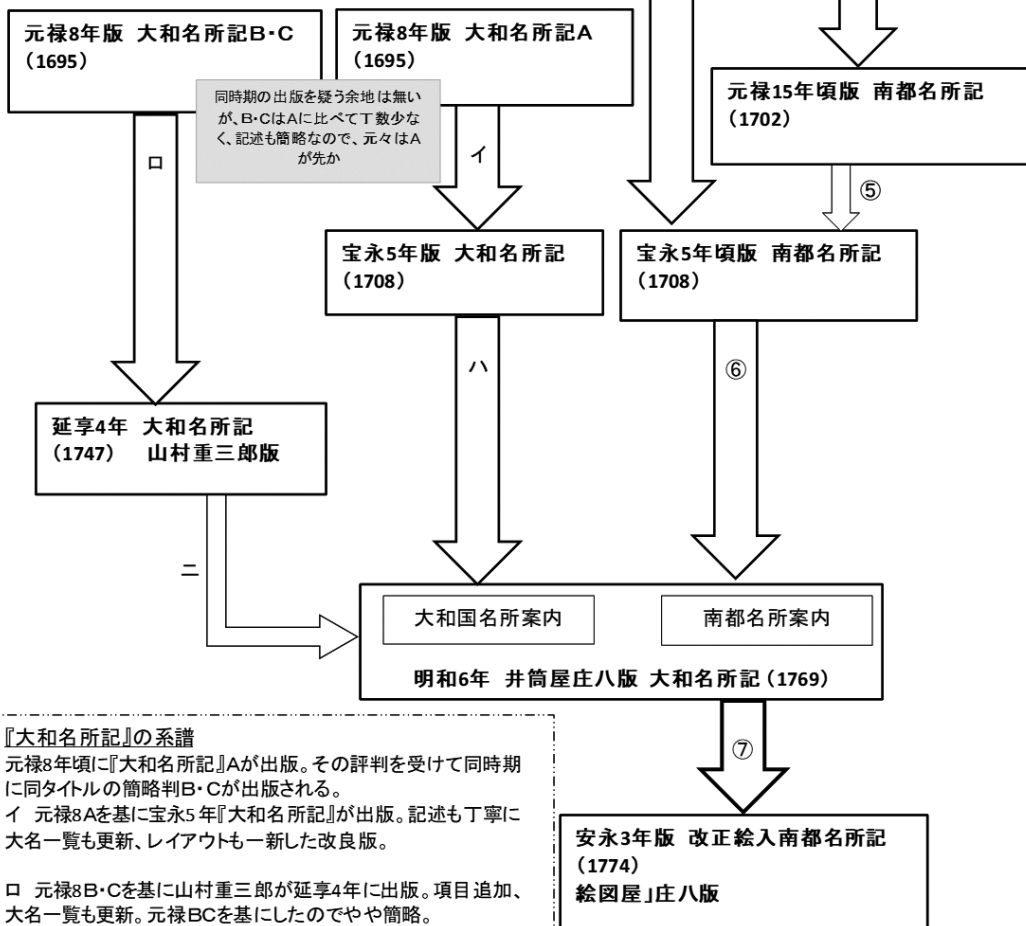 元禄8年版 大和名所記B・C
(1695)
元禄8年版 大和名所記A
(1695)
同時期の出版を疑う余地は無い
が、B・CはAに比べて丁数少な
く、記述も簡略なので、元々はA
が先か
元禄15年頃版 南都名所記
(1702)
ロ
イ
⑤
宝永5年版 大和名所記
(1708)
宝永5年頃版 南都名所記
(1708)
ハ
⑥
延享4年 大和名所記
(1747) 山村重三郎版
ニ
大和国名所案内
南都名所案内
明和6年 井筒屋庄八版 大和名所記(1769)
⑦
『大和名所記』の系譜
元禄8年頃に『大和名所記』Aが出版。その評判を受けて同時期
に同タイトルの簡略判B・Cが出版される。
イ 元禄8Aを基に宝永5年『大和名所記』が出版。記述も丁寧に
大名一覧も更新、レイアウトも一新した改良版。
ロ 元禄8B・Cを基に山村重三郎が延享4年に出版。項目追加、
大名一覧も更新。元禄BCを基にしたのでやや簡略。
安永3年版 改正絵入南都名所記
(1774)
絵図屋」庄八版